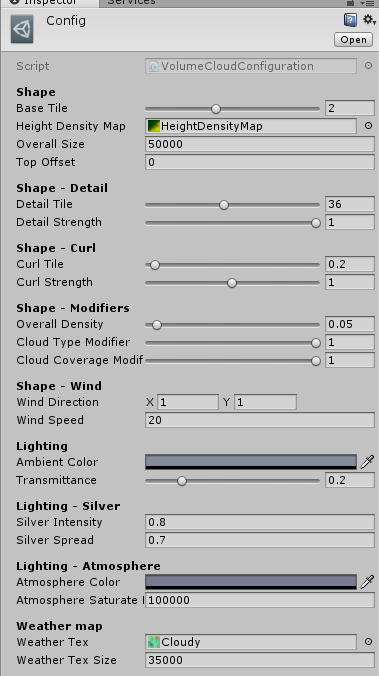 Inspector Services
Config
Open
Script VolumeCloudConfiguration
Shape
Base Tile 2
Height Density Map HeightDensityMap
Overall Size 50000
Top Offset 0
Shape - Detail
Detail Tile 36
Detail Strength 1
Shape - Curl
Curl Tile 0.2
Curl Strength 1
Shape - Modifiers
Overall Density 0.05
Cloud Type Modifier 1
Cloud Coverage Modif 1
Shape - Wind
Wind Direction X 1 Y 1
Wind Speed 20
Lighting
Ambient Color
Transmittance 0.2
Lighting - Silver
Silver Intensity 0.8
Silver Spread 0.7
Lighting - Atmosphere
Atmosphere Color
Atmosphere Saturate 100000
Weather map
Weather Tex Cloudy
Weather Tex Size 35000